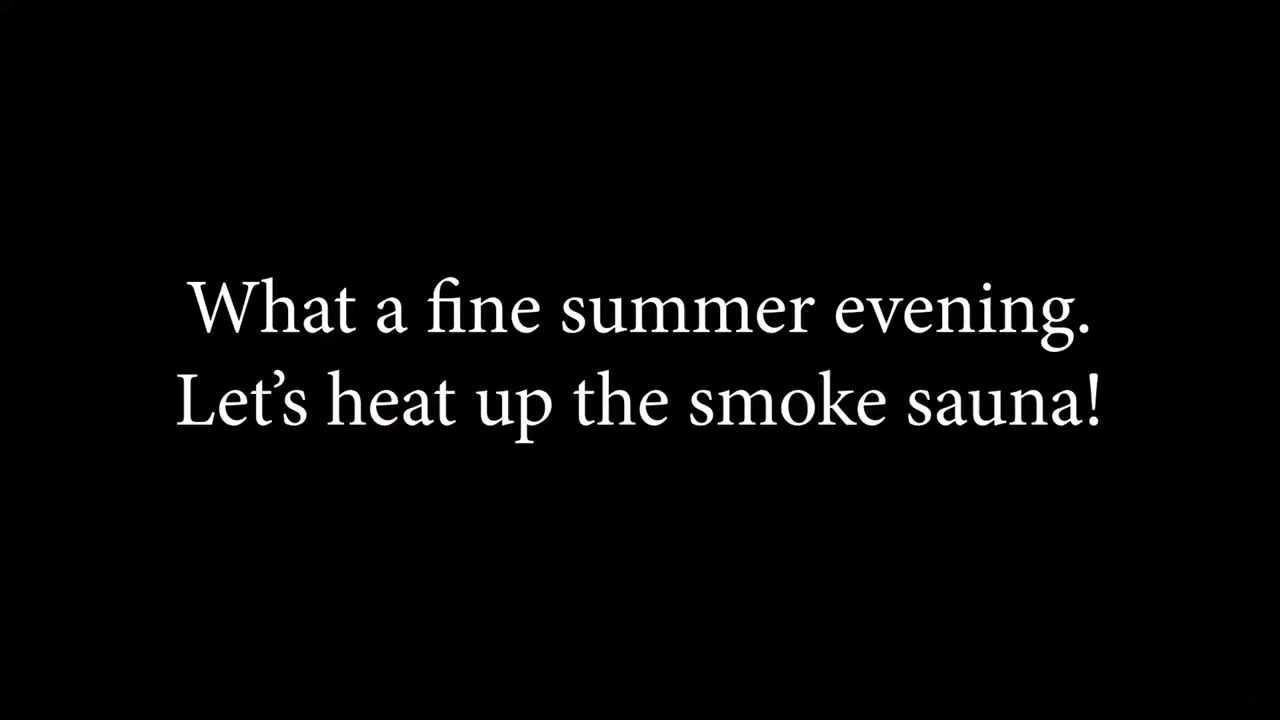 What a fine summer evening.
Let’s heat up the smoke sauna!